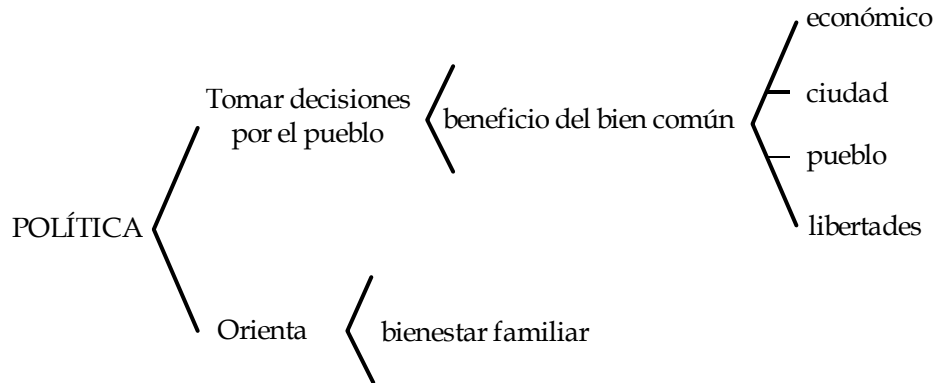 POLÍTICA
Tomar decisiones
por el pueblo
beneficio del bien común
económico
ciudad
pueblo
libertades
Orienta
bienestar familiar